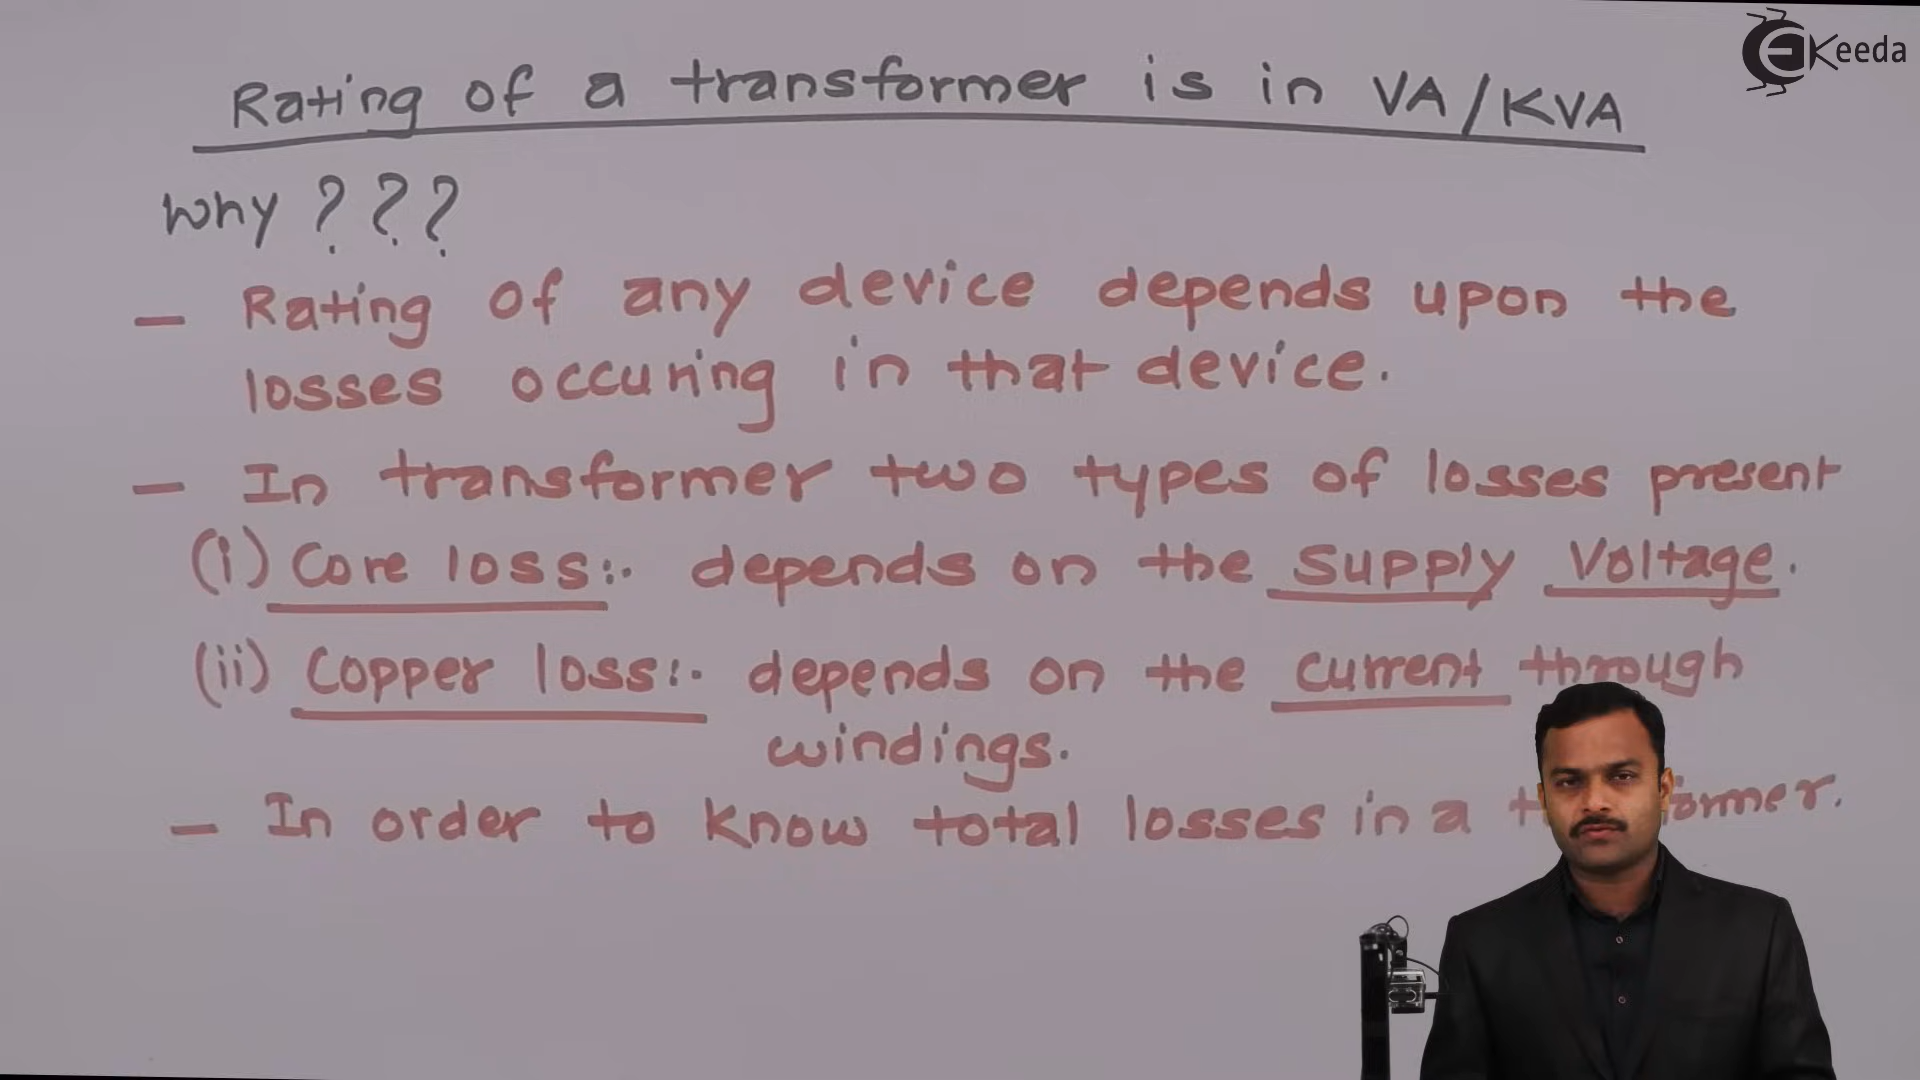 EKeeda
Rating of a transformer is in VA/KVA
Why ???
- Rating of any device depends upon the
losses occuring in that device.
- In transformer two types of losses present
(i) Core loss:- depends on the supply voltage.
(ii) Copper loss:- depends on the current through
windings.
- In order to know total losses in a